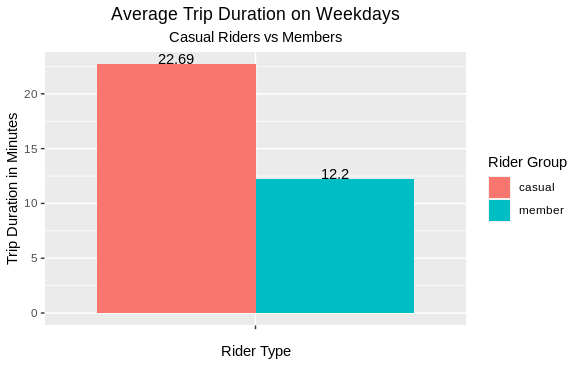 Average Trip Duration on Weekdays
Casual Riders vs Members
Trip Duration in Minutes
20
15
10
5
0
22.69
12.2
Rider Type
Rider Group
casual
member